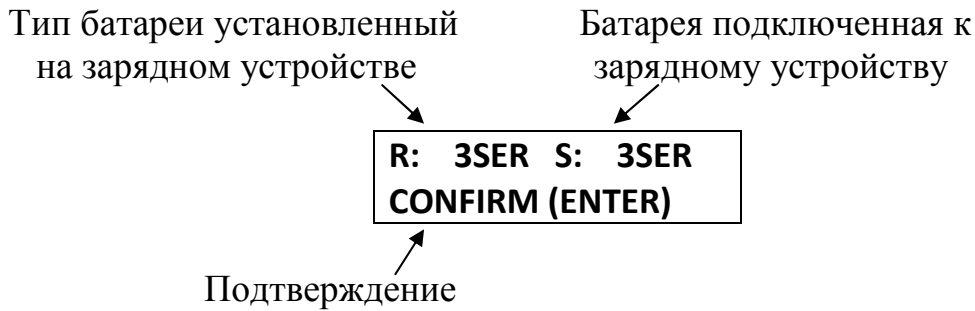 Тип батареи установленный
на зарядном устройстве
Батарея подключенная к
зарядному устройству
R: 3SER S: 3SER
CONFIRM (ENTER)
Подтверждение